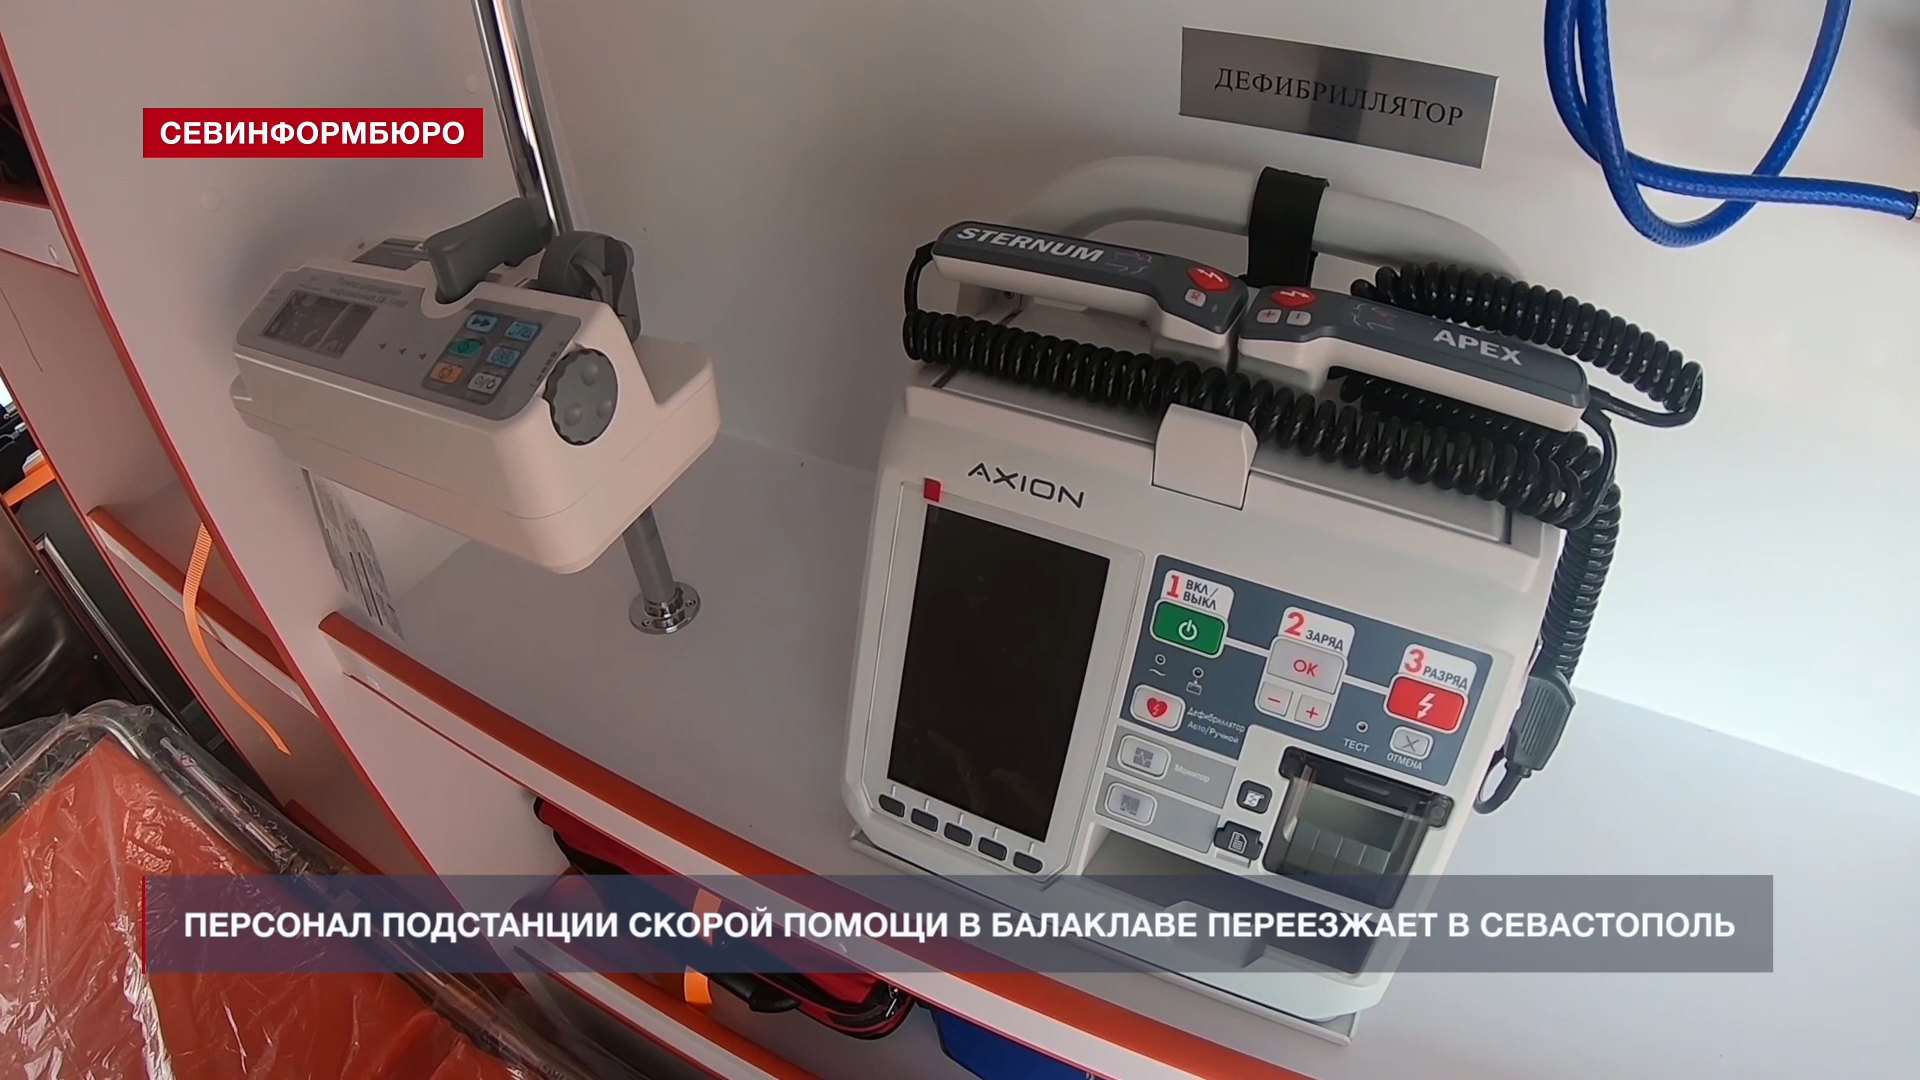 СЕВИНФОРМБЮРО
ДЕФИБРИЛЛЯТОР
STERNUM
APEX
AXION
1 ВКЛ/
ВЫКЛ
2 ЗАРЯД
OK
3 РАЗРЯД
Дефибриллятор
Авто/Ручной
ТЕСТ
ОТМЕНА
Монитор
ПЕРСОНАЛ ПОДСТАНЦИИ СКОРОЙ ПОМОЩИ В БАЛАКЛАВЕ ПЕРЕЕЗЖАЕТ В СЕВАСТОПОЛЬ